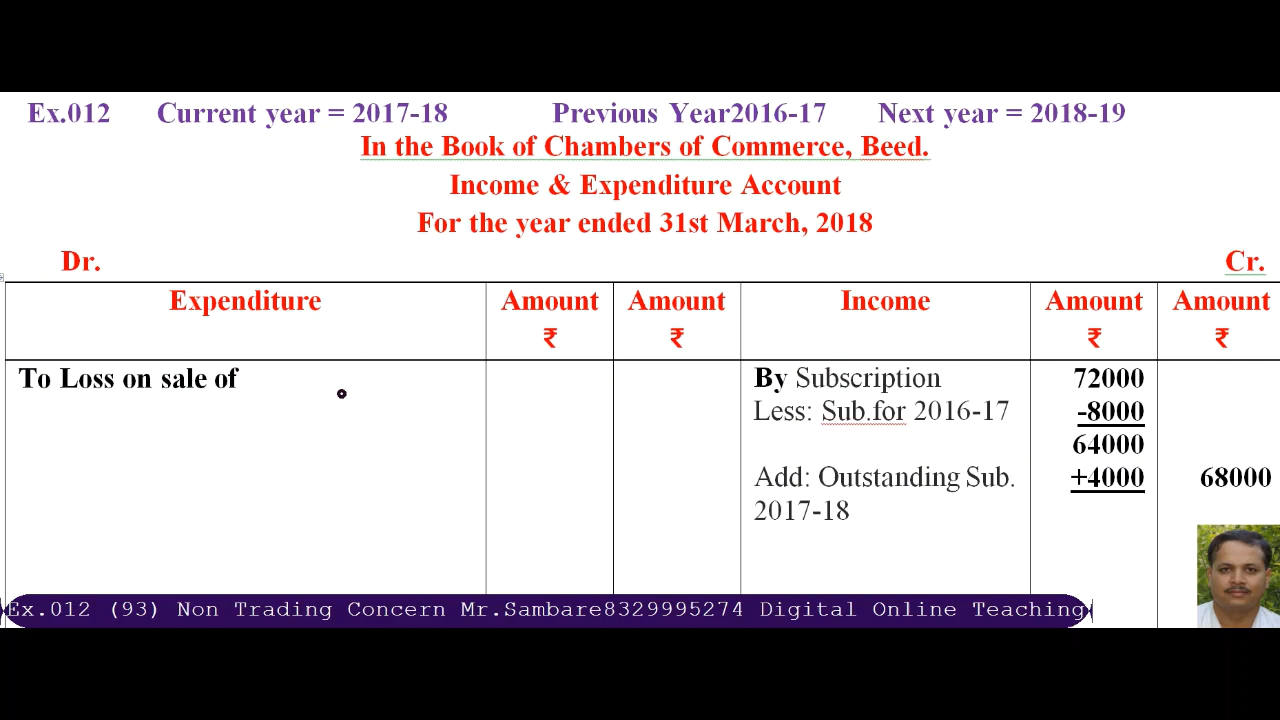 Ex.012 Current year = 2017-18 Previous Year2016-17 Next year = 2018-19
In the Book of Chambers of Commerce, Beed.
Income & Expenditure Account
For the year ended 31st March, 2018
Dr. Cr.
Expenditure Amount ₹ Amount ₹ Income Amount ₹ Amount ₹
To Loss on sale of By Subscription 72000
Less: Sub.for 2016-17 -8000
64000
Add: Outstanding Sub. +4000 68000
2017-18
Ex.012 (93) Non Trading Concern Mr.Sambare8329995274 Digital Online Teaching